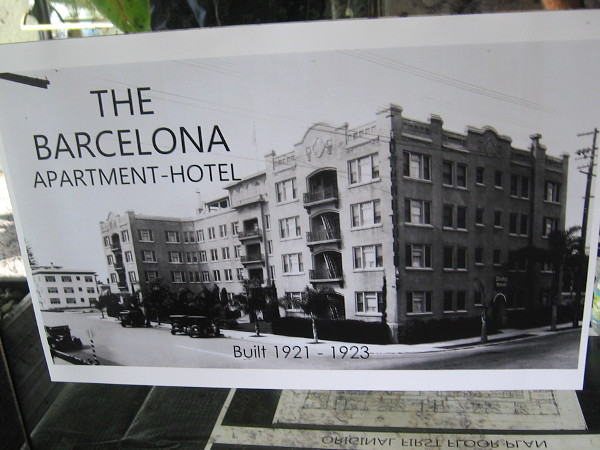 THE
BARCELONA
APARTMENT-HOTEL
Built 1921 - 1923
ORIGINAL FIRST FLOOR PLAN